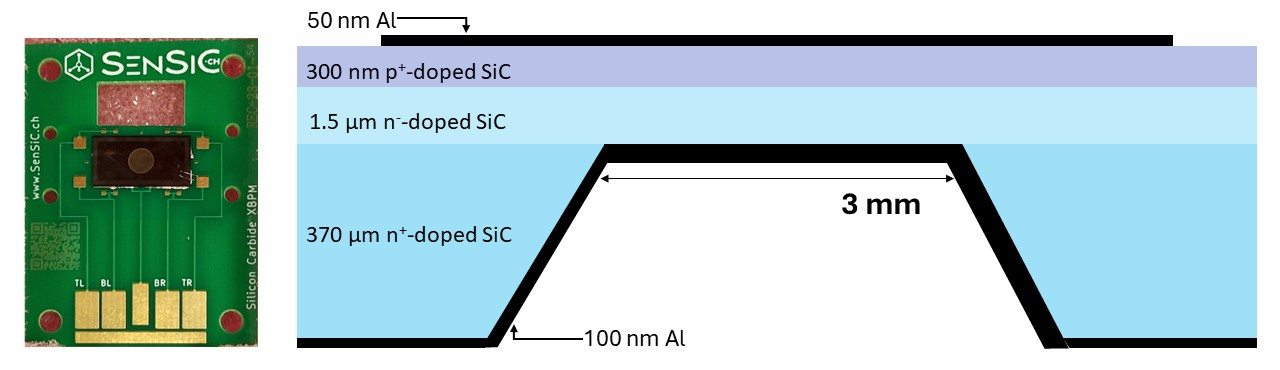 SENSiC.CH
www.SenSiC.ch
Silicon Carbide XBPM
TL BL BR TR
50 nm Al
300 nm p⁺-doped SiC
1.5 µm n⁻-doped SiC
3 mm
370 µm n⁺-doped SiC
100 nm Al